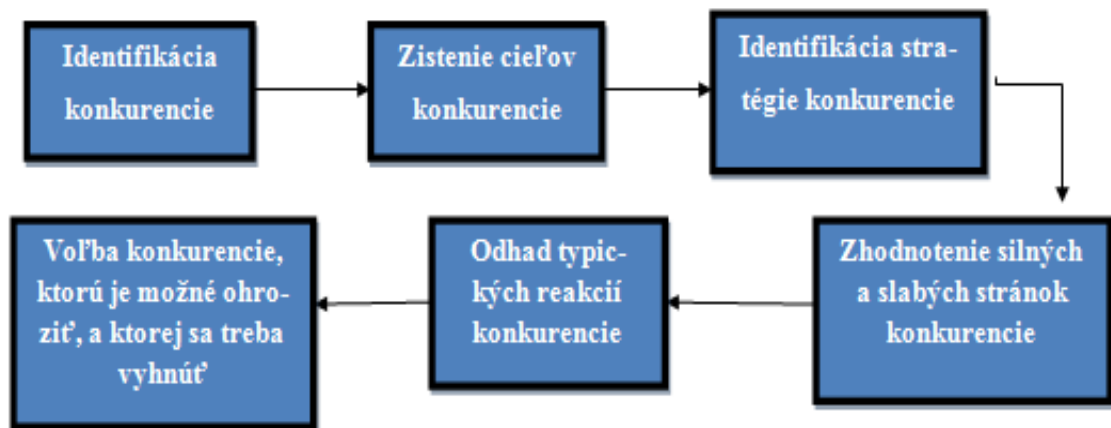 Identifikácia
konkurencie
Zistenie cieľov
konkurencie
Identifikácia stra-
tégie konkurencie
Zhodnotenie silných
a slabých stránok
konkurencie
Odhad typic-
kých reakcií
konkurencie
Voľba konkurencie,
ktorú je možné ohro-
ziť, a ktorej sa treba
vyhnúť